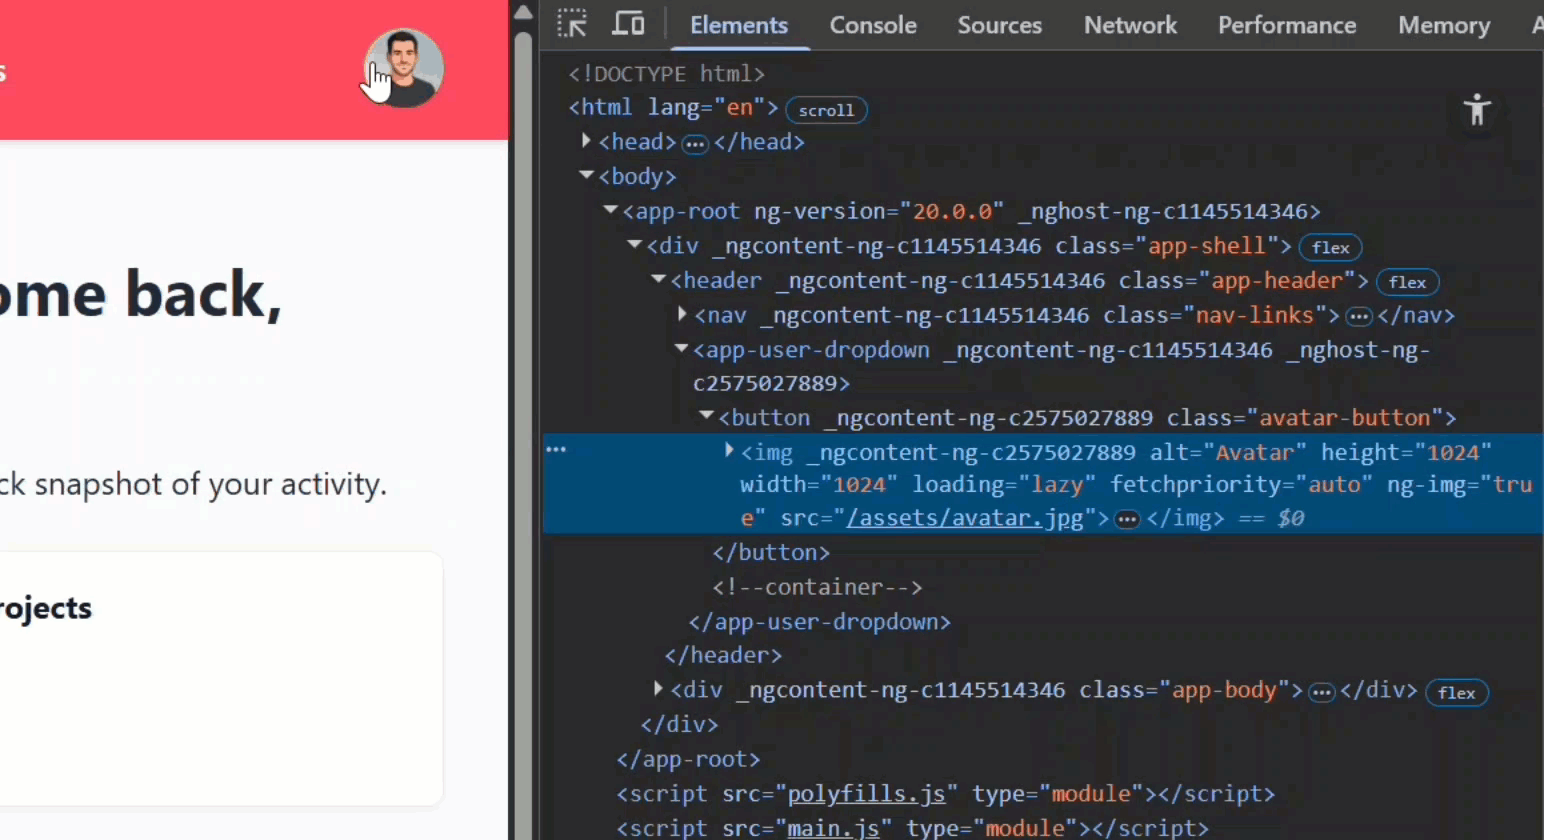 s
ome back,
ck snapshot of your activity.
rojects
Elements Console Sources Network Performance Memory A
<!DOCTYPE html>
<html lang="en"> scroll
<head> … </head>
<body>
<app-root ng-version="20.0.0" _nghost-ng-c1145514346>
<div _ngcontent-ng-c1145514346 class="app-shell"> flex
<header _ngcontent-ng-c1145514346 class="app-header"> flex
<nav _ngcontent-ng-c1145514346 class="nav-links"> … </nav>
<app-user-dropdown _ngcontent-ng-c1145514346 _nghost-ng-
c2575027889>
<button _ngcontent-ng-c2575027889 class="avatar-button">
… <img _ngcontent-ng-c2575027889 alt="Avatar" height="1024"
width="1024" loading="lazy" fetchpriority="auto" ng-img="tru
e" src="/assets/avatar.jpg"> … </img> == $0
</button>
<!--container-->
</app-user-dropdown>
</header>
<div _ngcontent-ng-c1145514346 class="app-body"> … </div> flex
</div>
</app-root>
<script src="polyfills.js" type="module"></script>
<script src="main.js" type="module"></script>